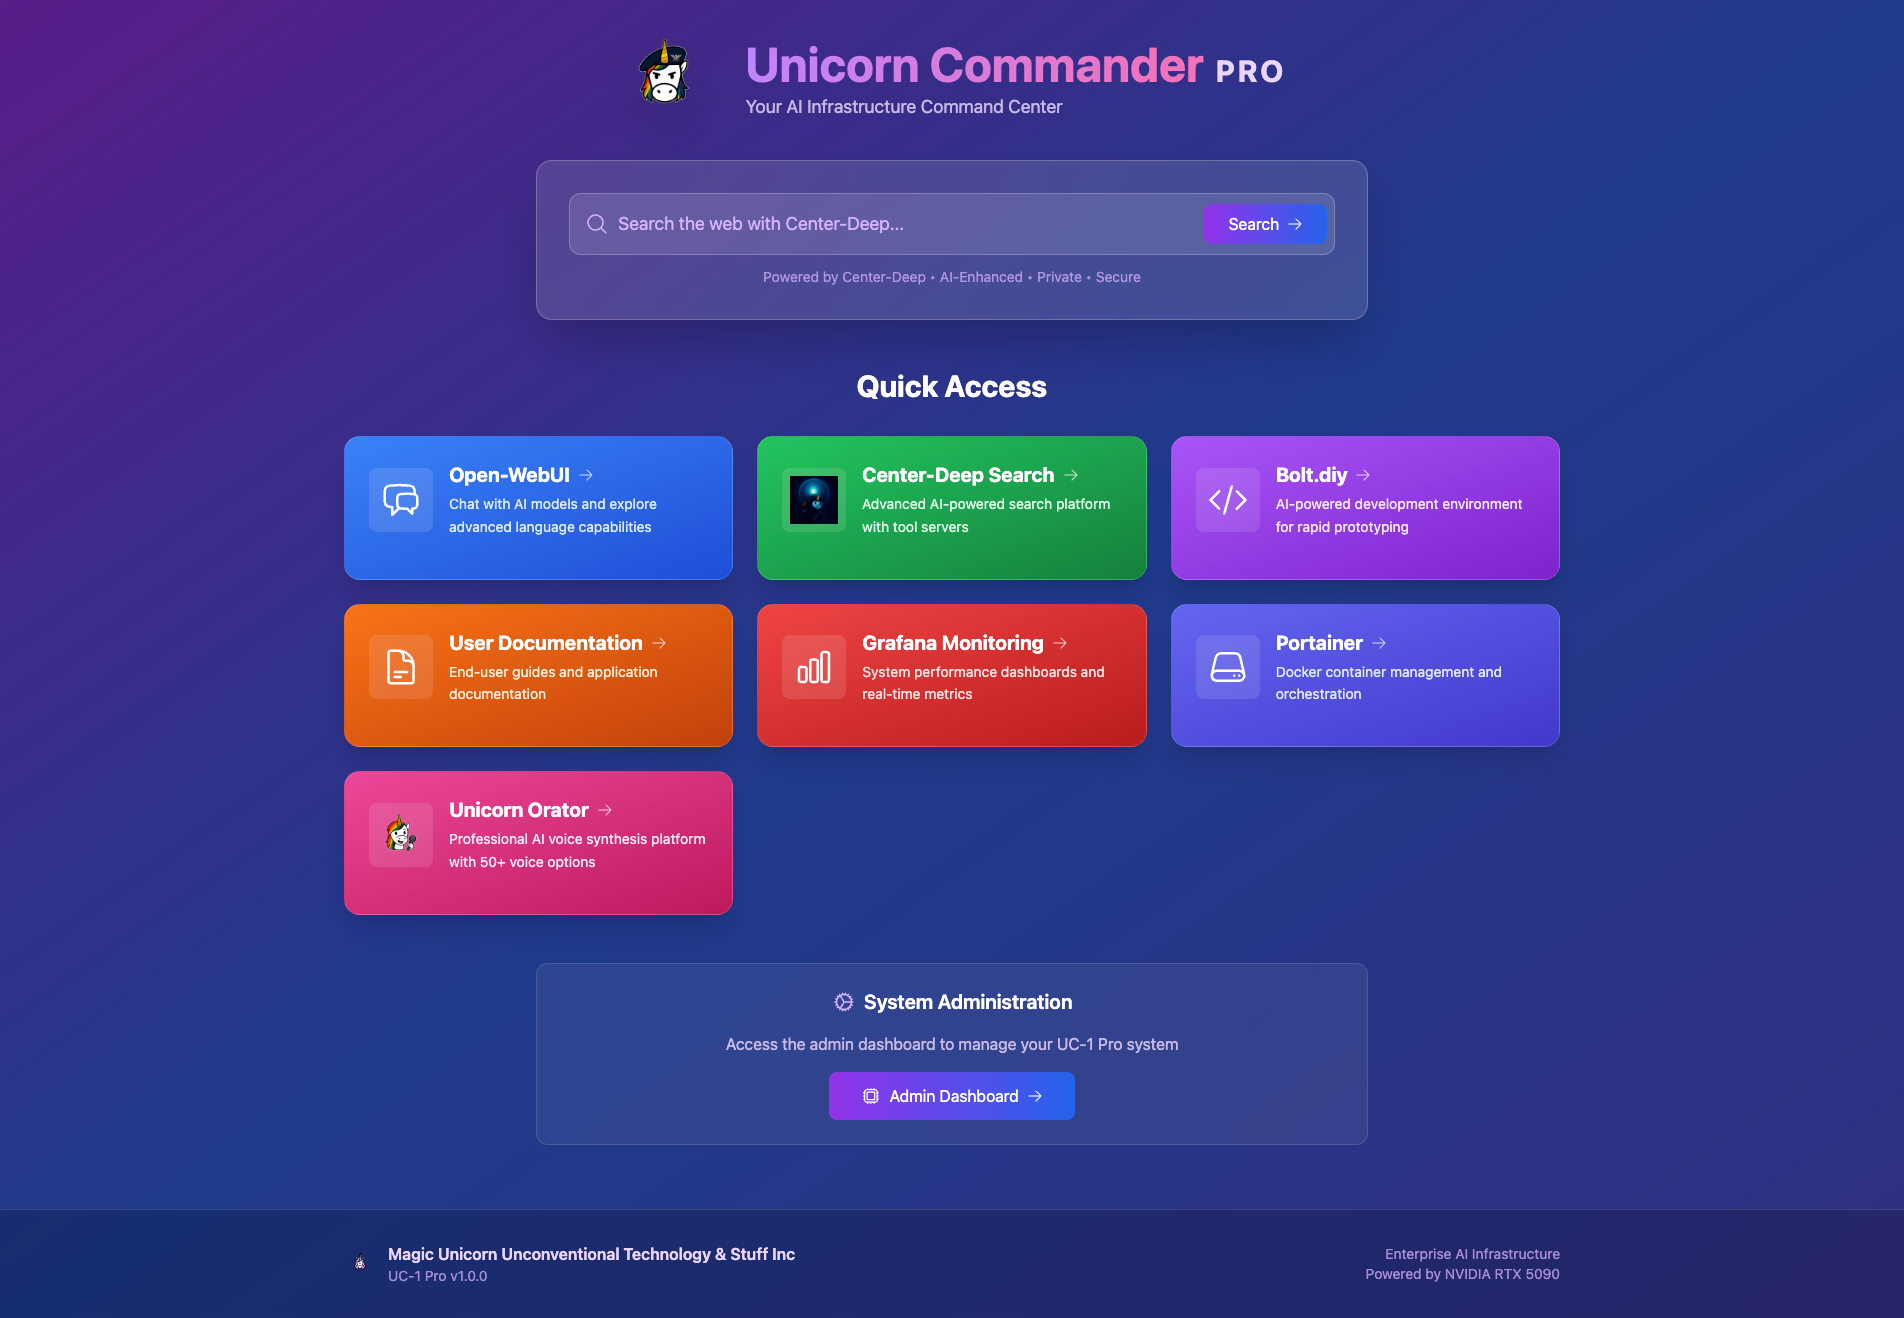 Unicorn Commander PRO
Your AI Infrastructure Command Center
Search the web with Center-Deep...
Search →
Powered by Center-Deep • AI-Enhanced • Private • Secure
Quick Access
Open-WebUI →
Chat with AI models and explore
advanced language capabilities
Center-Deep Search →
Advanced AI-powered search platform
with tool servers
Bolt.diy →
AI-powered development environment
for rapid prototyping
User Documentation →
End-user guides and application
documentation
Grafana Monitoring →
System performance dashboards and
real-time metrics
Portainer →
Docker container management and
orchestration
Unicorn Orator →
Professional AI voice synthesis platform
with 50+ voice options
System Administration
Access the admin dashboard to manage your UC-1 Pro system
Admin Dashboard →
Magic Unicorn Unconventional Technology & Stuff Inc
UC-1 Pro v1.0.0
Enterprise AI Infrastructure
Powered by NVIDIA RTX 5090